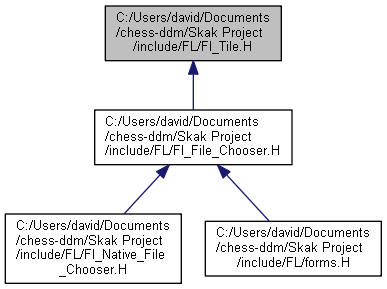 C:/Users/david/Documents
/chess-ddm/Skak Project
/include/FL/Fl_Tile.H
C:/Users/david/Documents
/chess-ddm/Skak Project
/include/FL/Fl_File_Chooser.H
C:/Users/david/Documents
/chess-ddm/Skak Project
/include/FL/Fl_Native_File
_Chooser.H
C:/Users/david/Documents
/chess-ddm/Skak Project
/include/FL/forms.H